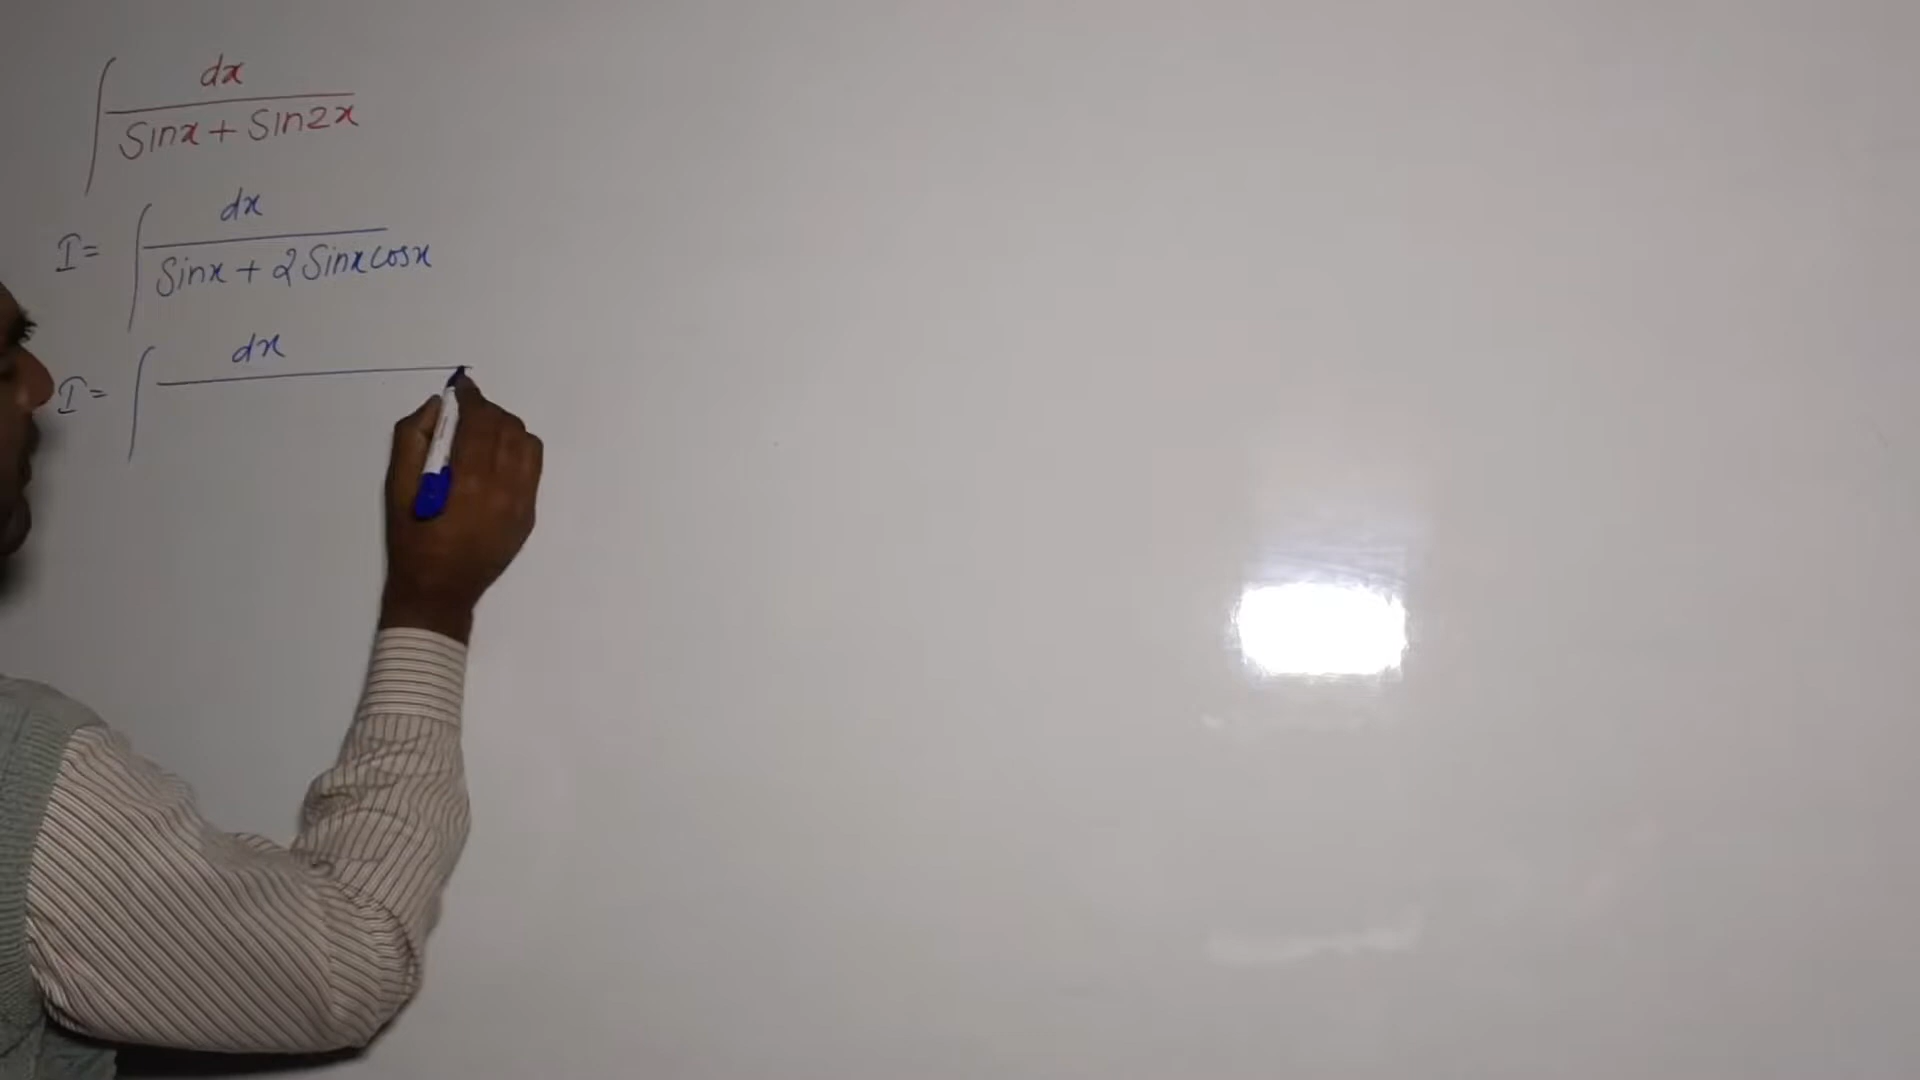 ∫ dx / Sinx + Sin2x
I = ∫ dx / Sinx + 2 Sinx cosx
I = ∫ dx